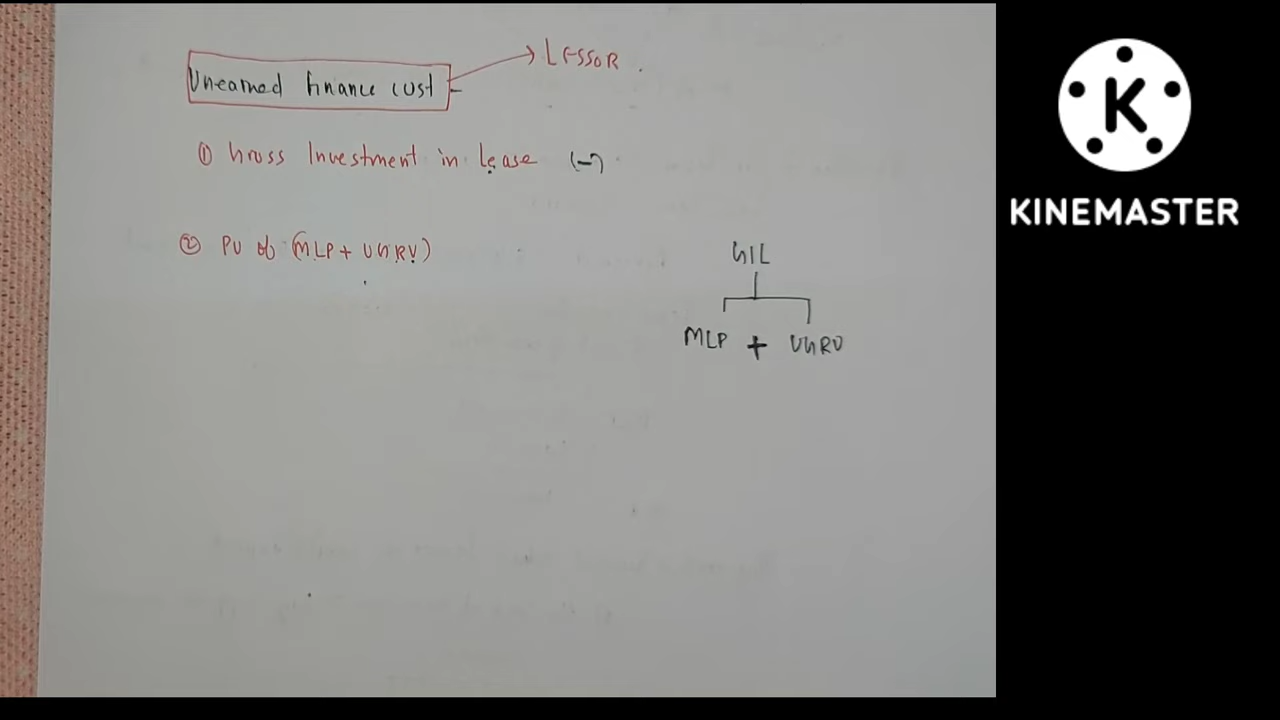 Unearned finance cost
→ LESSOR.
① Gross Investment in Lease (-)
② PV of (MLP + UGRV)
GIL
MLP + UGRV
K
KINEMASTER